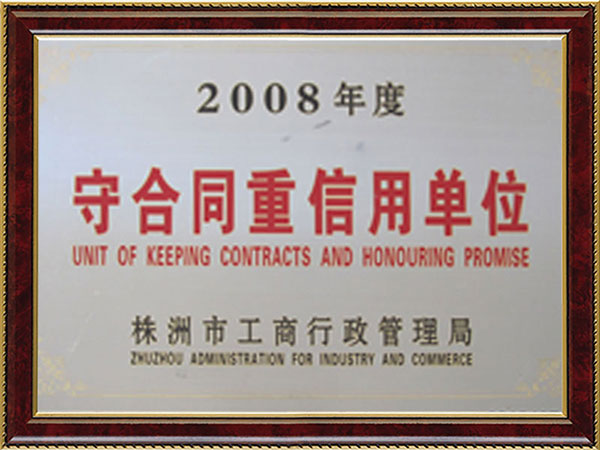 2008年度
守合同重信用单位
UNIT OF KEEPING CONTRACTS AND HONOURING PROMISE
株洲市工商行政管理局
ZHUZHOU ADMINISTRATION FOR INDUSTRY AND COMMERCE